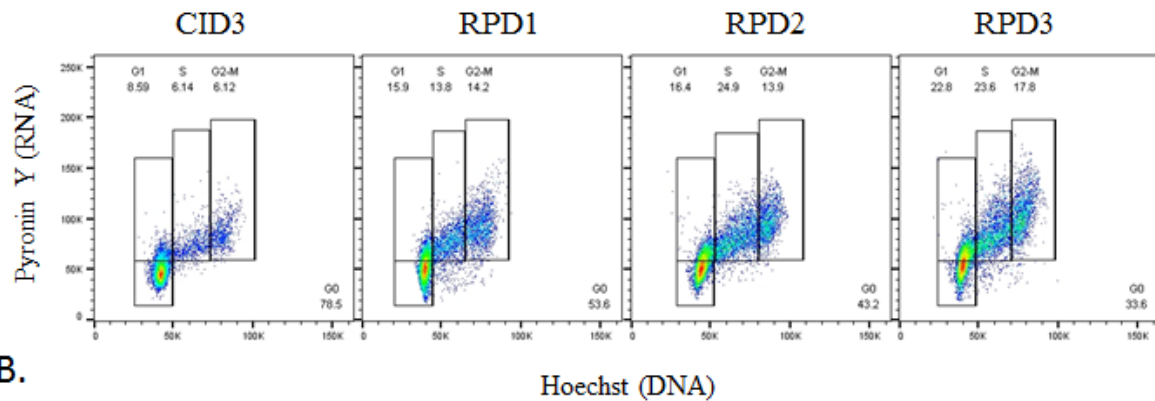 CID3 RPD1 RPD2 RPD3
G1 S G2-M G1 S G2-M G1 S G2-M G1 S G2-M
8.59 6.14 6.12 15.9 13.8 14.2 16.4 24.9 13.9 22.8 23.6 17.8
250K
200K
150K
100K
50K
0
Pyronin Y (RNA)
G0 G0 G0 G0
78.5 53.6 43.2 33.6
0 50K 100K 150K 0 50K 100K 150K 0 50K 100K 150K 0 50K 100K 150K
B.
Hoechst (DNA)